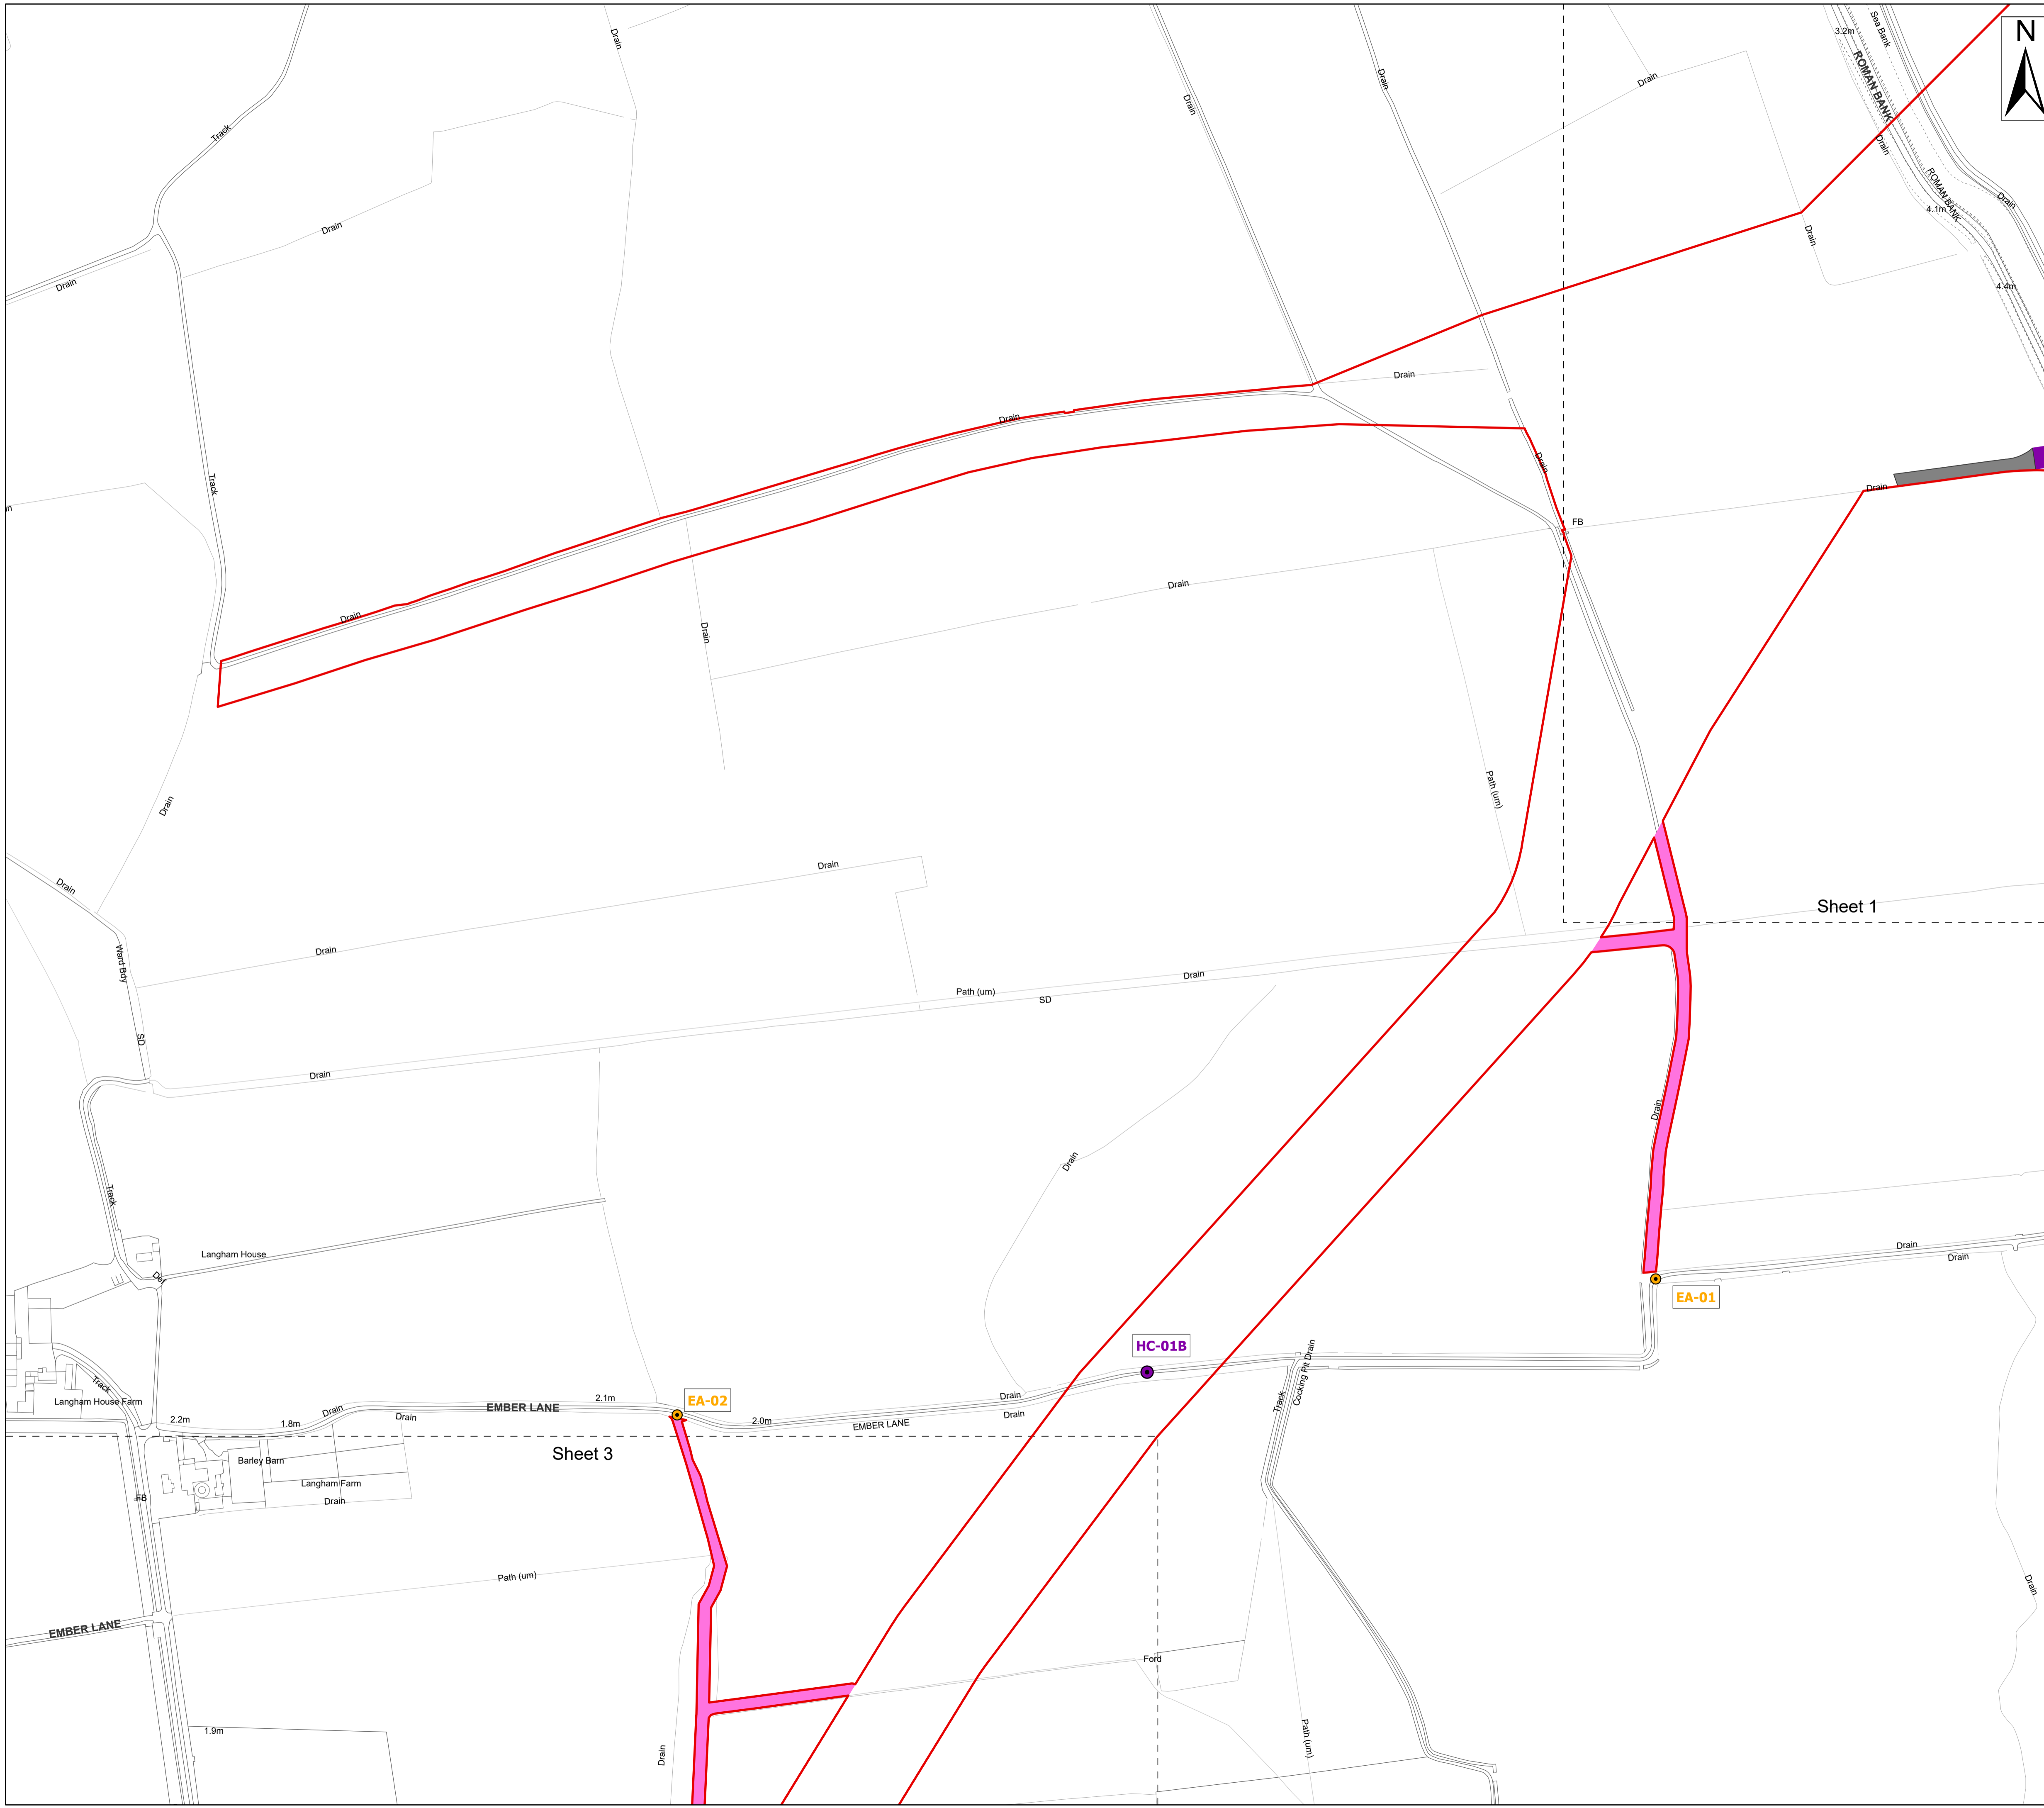 Drain
Sea Bank
3.2m
N
ROMAN BANK
Drain
Drain
Drain
Drain
Track
Drain
ROMAN BANK
Drain
4.1m
Drain
Drain
Drain
4.4m
Drain
Drain
Drain
Track
Drain
FB
Drain
Drain
Drain
Path (um)
Drain
Drain
Drain
Sheet 1
Drain
Ward Bdy
Drain
Path (um)
SD
SD
Drain
Drain
Drain
Track
Langham House
Drain
Drain
Def
EA-01
HC-01B
Cocking Pit Drain
Track
Track
Langham House Farm
2.1m
EA-02
Drain
EMBER LANE
Drain
Drain
2.2m
1.8m
Drain
2.0m
EMBER LANE
Sheet 3
Barley Barn
Langham Farm
FB
Drain
Path (um)
Drain
EMBER LANE
Ford
1.9m
Drain
Path (um)